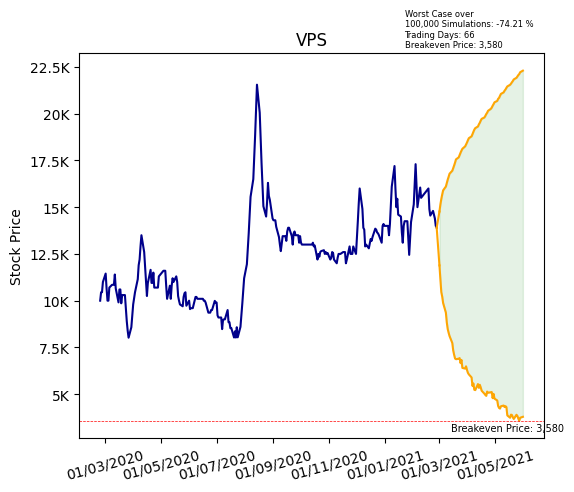 Worst Case over
100,000 Simulations: -74.21 %
Trading Days: 66
Breakeven Price: 3,580
VPS
22.5K
20K
17.5K
15K
12.5K
10K
7.5K
5K
Stock Price
Breakeven Price: 3,580
01/03/2020
01/05/2020
01/07/2020
01/09/2020
01/11/2020
01/01/2021
01/03/2021
01/05/2021